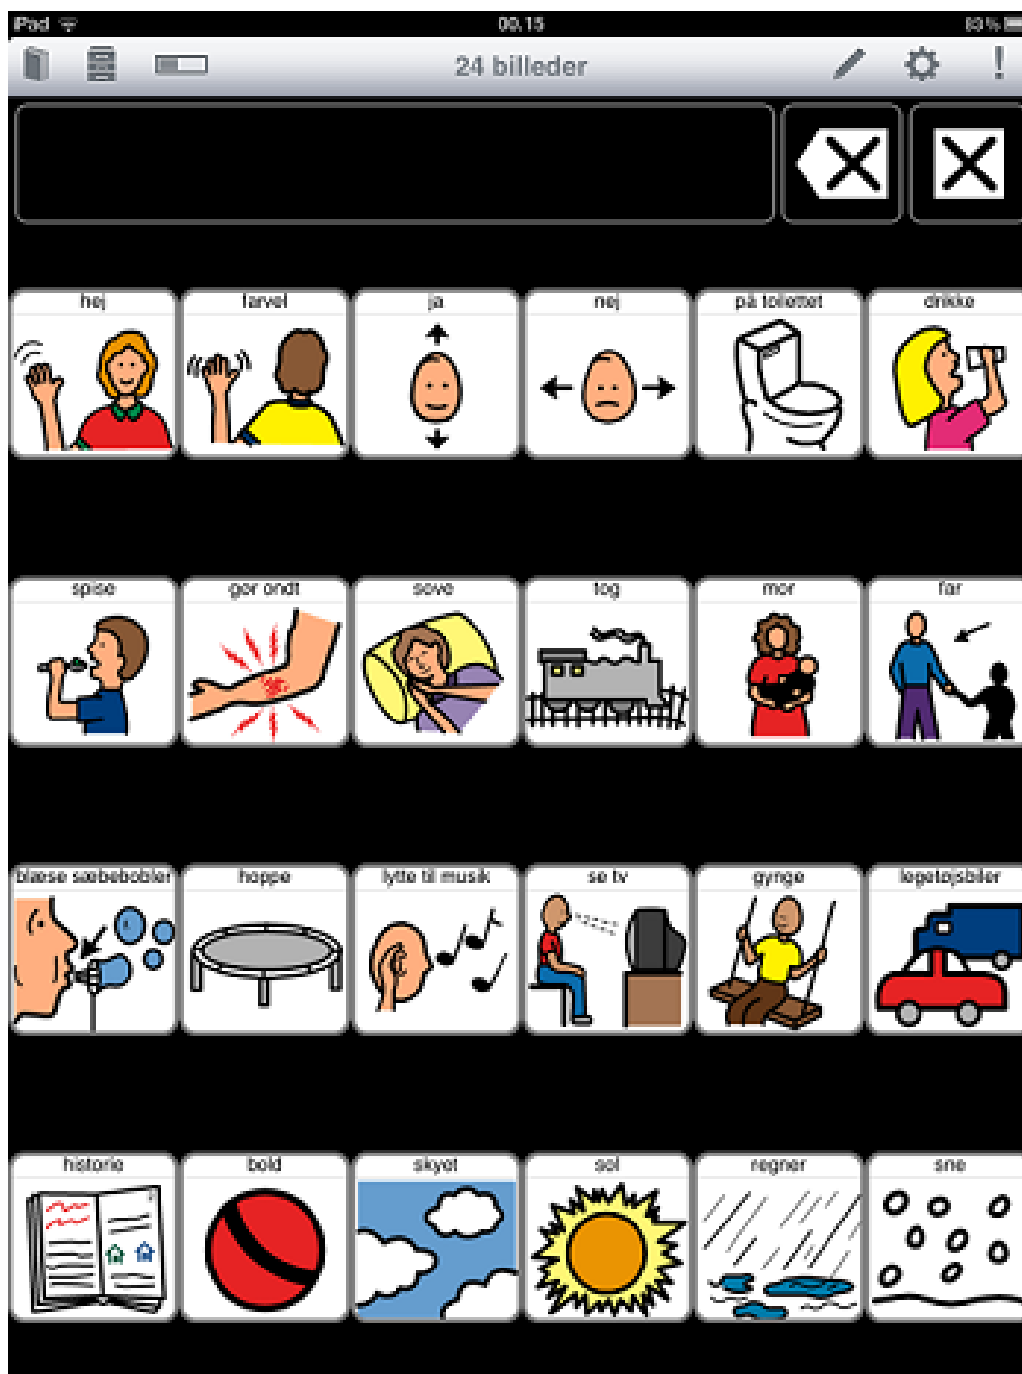 iPad 00.15 83 %
24 billeder
hej farvel ja nej på toilettet drikke
spise gør ondt sove tog mor far
blæse sæbebobler hoppe lytte til musik se tv gynge legetøjsbiler
historie bold skyet sol regner sne